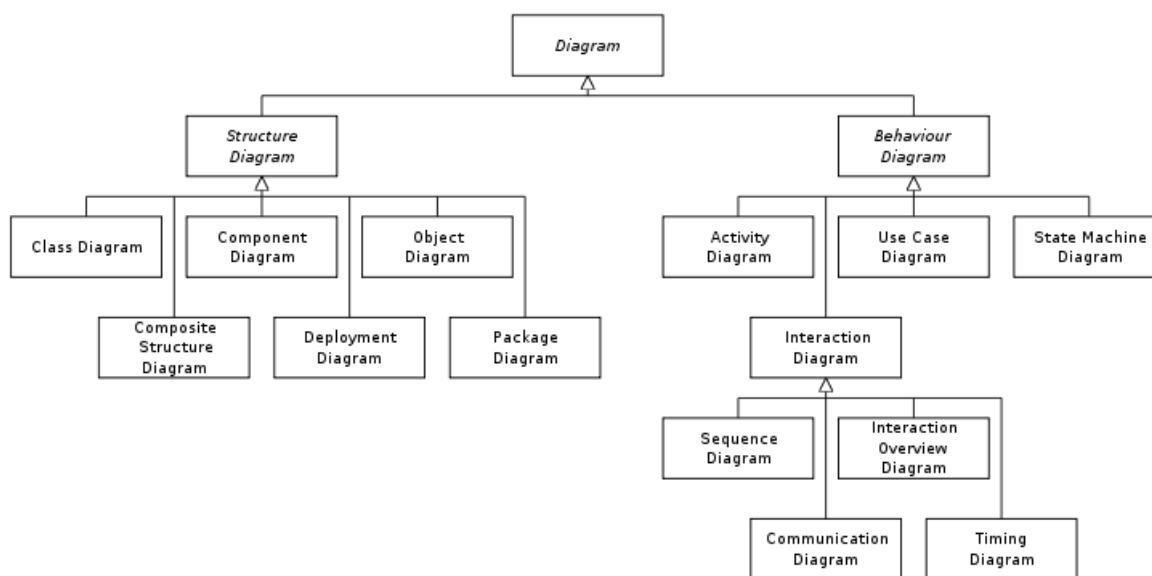 Diagram
Structure
Diagram
Behaviour
Diagram
Class Diagram
Component
Diagram
Object
Diagram
Activity
Diagram
Use Case
Diagram
State Machine
Diagram
Composite
Structure
Diagram
Deployment
Diagram
Package
Diagram
Interaction
Diagram
Sequence
Diagram
Interaction
Overview
Diagram
Communication
Diagram
Timing
Diagram